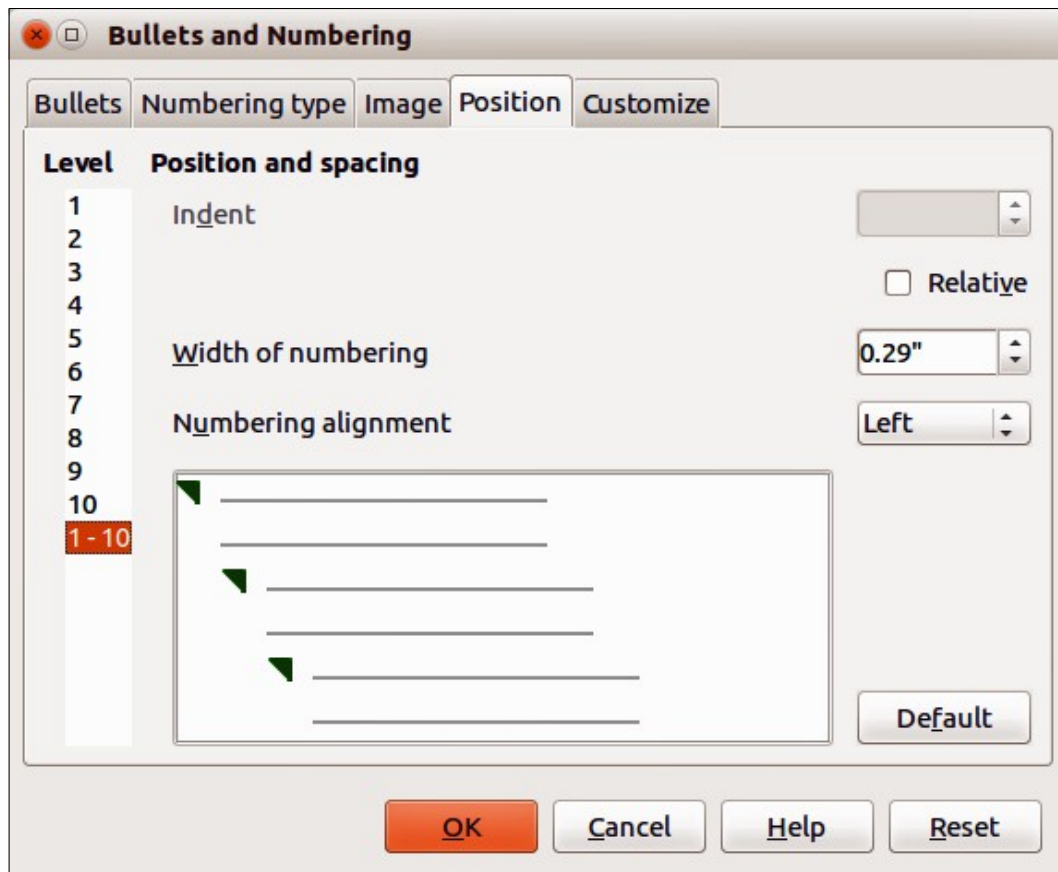 Bullets and Numbering
Bullets Numbering type Image Position Customize
Level Position and spacing
1
Indent
2
3
Relative
4
5
Width of numbering 0.29"
6
7
Numbering alignment Left
8
9
10
1 - 10
Default
OK Cancel Help Reset